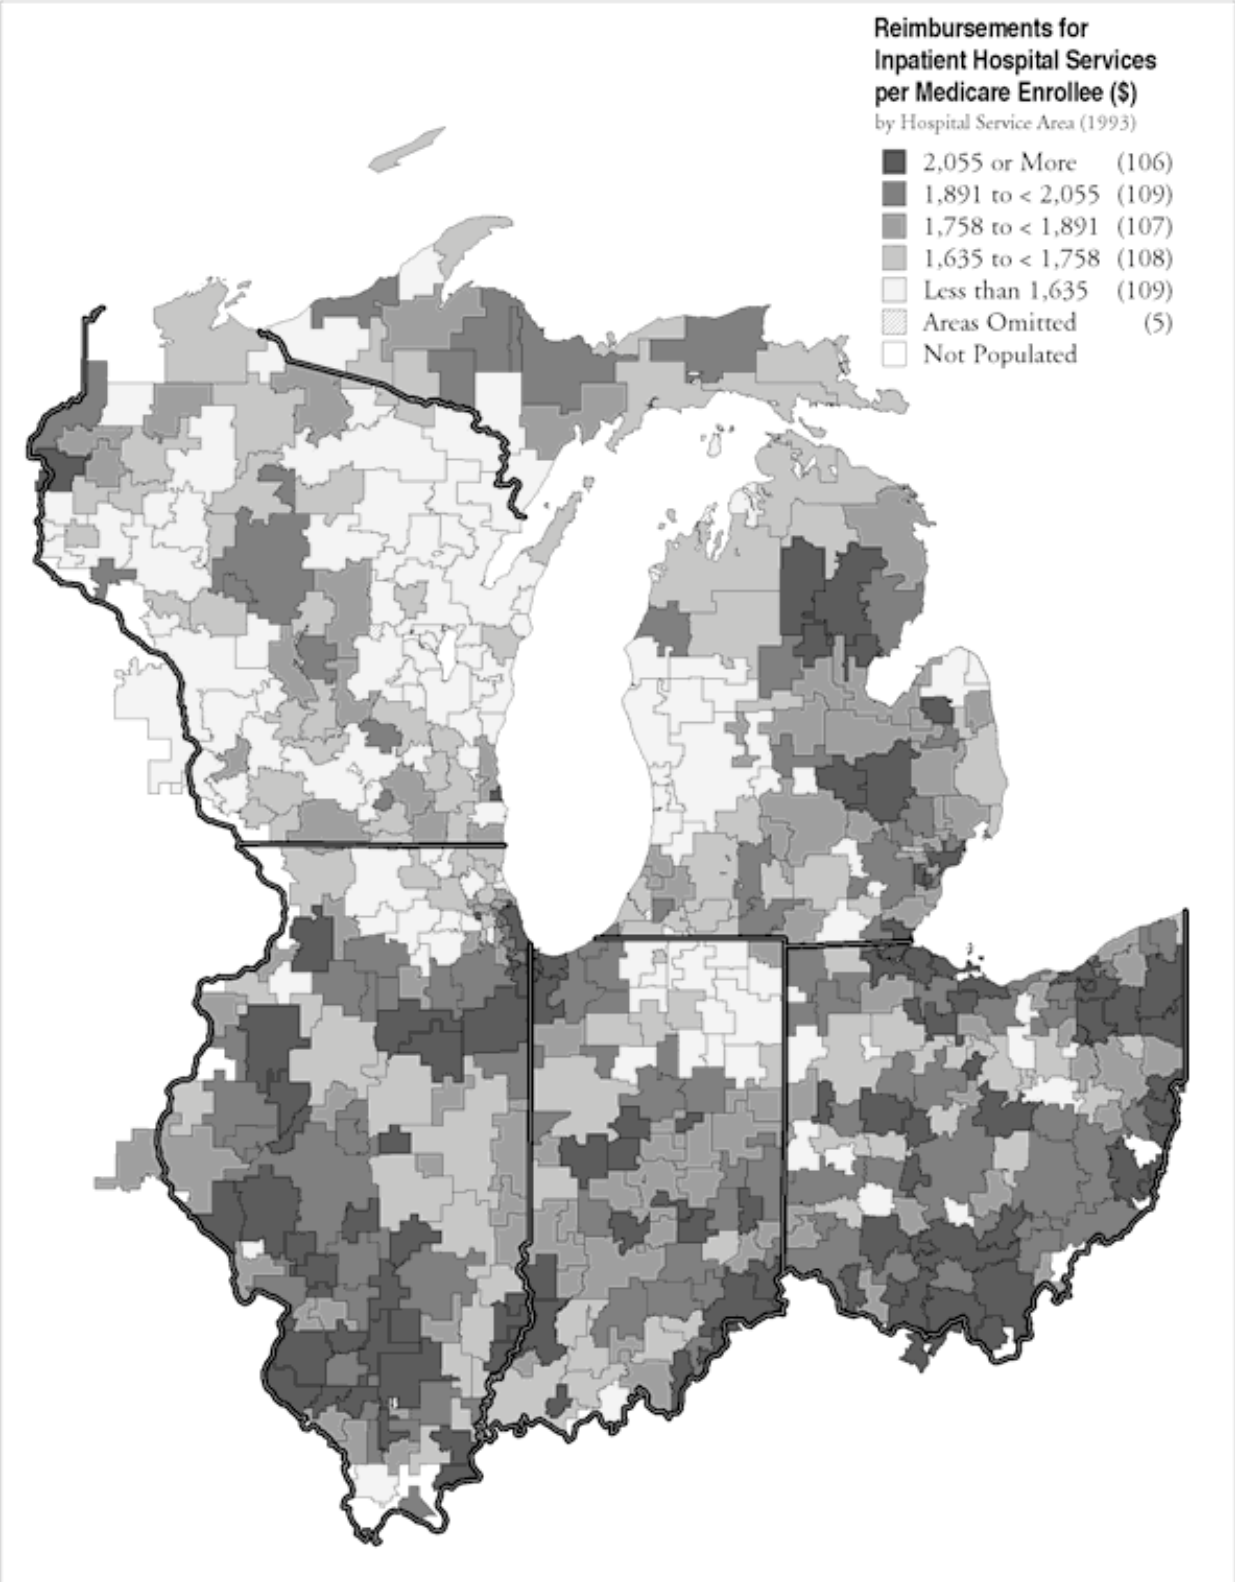 Reimbursements for
Inpatient Hospital Services
per Medicare Enrollee ($)
by Hospital Service Area (1993)
2,055 or More (106)
1,891 to < 2,055 (109)
1,758 to < 1,891 (107)
1,635 to < 1,758 (108)
Less than 1,635 (109)
Areas Omitted (5)
Not Populated